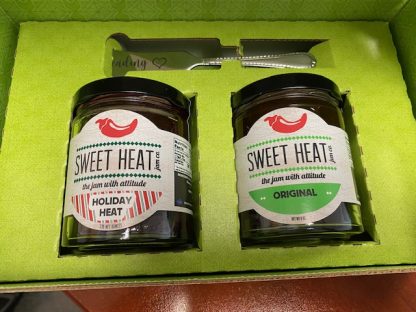 eading
SWEET HEAT
jam co.
the jam with attitude
HOLIDAY
HEAT
SWEET HEAT
jam co.
the jam with attitude
ORIGINAL